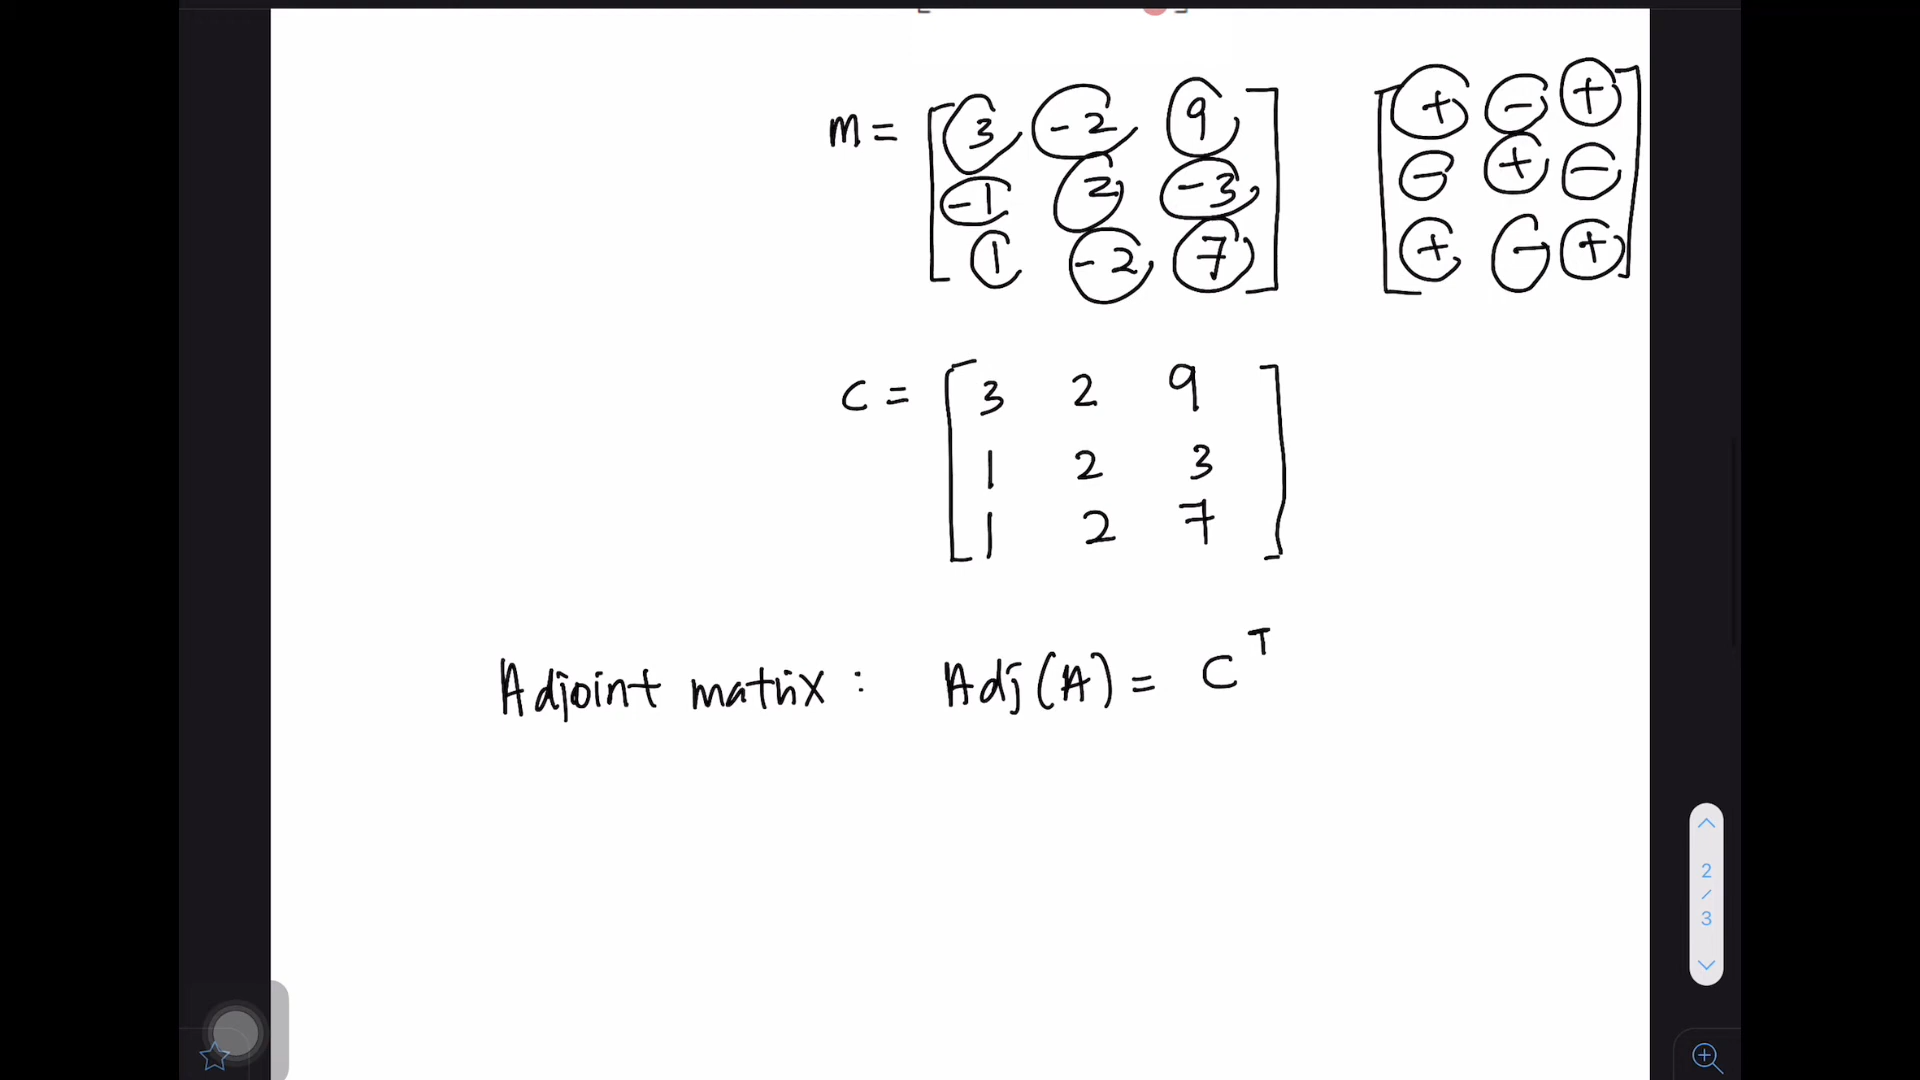 m = [ 3 -2 9 ] [ + - + ]
[ -1 2 -3 ] [ - + - ]
[ 1 -2 7 ] [ + - + ]
C = [ 3 2 9 ]
[ 1 2 3 ]
[ 1 2 7 ]
Adjoint matrix : Adj(A) = C^T
2
/
3